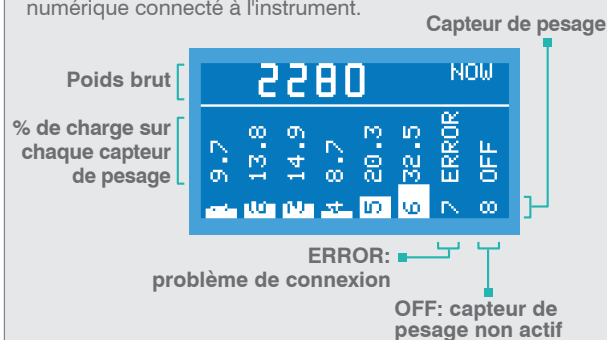 numérique connecté à l'instrument.
Capteur de pesage
Poids brut
2280 NOW
% de charge sur
chaque capteur
de pesage
9.7 13.8 14.9 8.7 20.3 32.5 ERROR OFF
1 2 3 4 5 6 7 8
ERROR:
problème de connexion
OFF: capteur de
pesage non actif